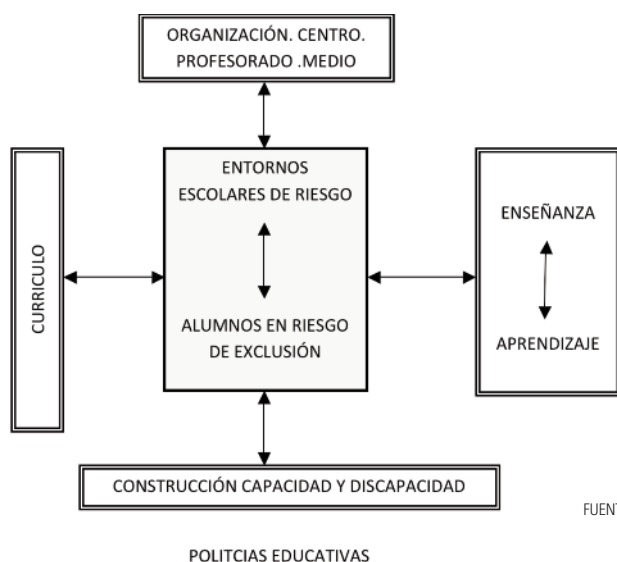 ORGANIZACIÓN. CENTRO.
PROFESORADO .MEDIO
CURRICULO
ENTORNOS
ESCOLARES DE RIESGO
ALUMNOS EN RIESGO
DE EXCLUSIÓN
ENSEÑANZA
APRENDIZAJE
CONSTRUCCIÓN CAPACIDAD Y DISCAPACIDAD
FUENT
POLITCIAS EDUCATIVAS